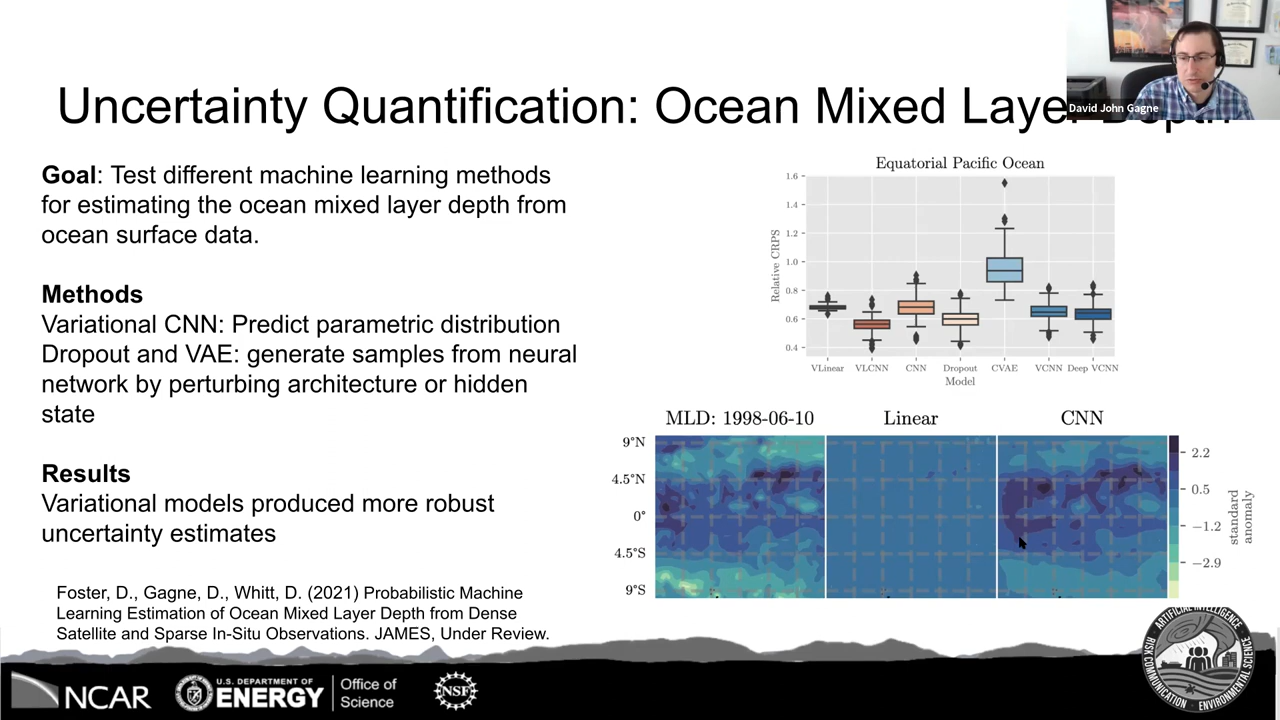 Uncertainty Quantification: Ocean Mixed Layer Depth
David John Gagne
Goal: Test different machine learning methods
for estimating the ocean mixed layer depth from
ocean surface data.
Methods
Variational CNN: Predict parametric distribution
Dropout and VAE: generate samples from neural
network by perturbing architecture or hidden
state
Results
Variational models produced more robust
uncertainty estimates
Foster, D., Gagne, D., Whitt, D. (2021) Probabilistic Machine
Learning Estimation of Ocean Mixed Layer Depth from Dense
Satellite and Sparse In-Situ Observations. JAMES, Under Review.
Equatorial Pacific Ocean
Relative CRPS
1.6
1.4
1.2
1.0
0.8
0.6
0.4
VLinear VLCNN CNN Dropout CVAE VCNN Deep VCNN
Model
MLD: 1998-06-10 Linear CNN
9°N
4.5°N
0°
4.5°S
9°S
2.2
0.5
−1.2
−2.9
standard
anomaly
NCAR
U.S. DEPARTMENT OF
ENERGY
Office of
Science
NSF
ARTIFICIAL INTELLIGENCE
RISK COMMUNICATION
ENVIRONMENTAL SCIENCE